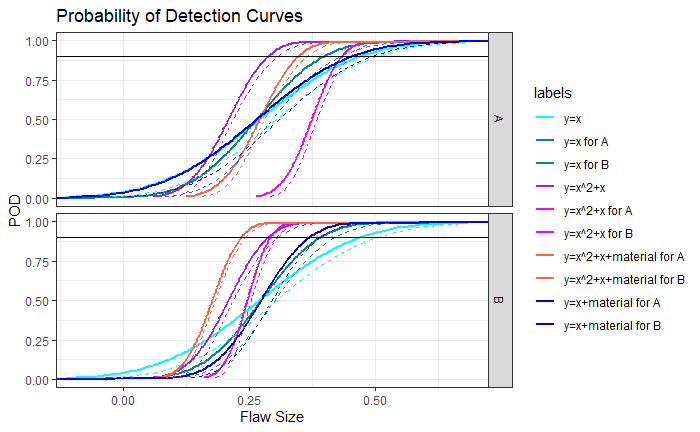 Probability of Detection Curves
POD
1.00
0.75
0.50
0.25
0.00
A
1.00
0.75
0.50
0.25
0.00
B
0.00 0.25 0.50
Flaw Size
labels
y=x
y=x for A
y=x for B
y=x^2+x
y=x^2+x for A
y=x^2+x for B
y=x^2+x+material for A
y=x^2+x+material for B
y=x+material for A
y=x+material for B